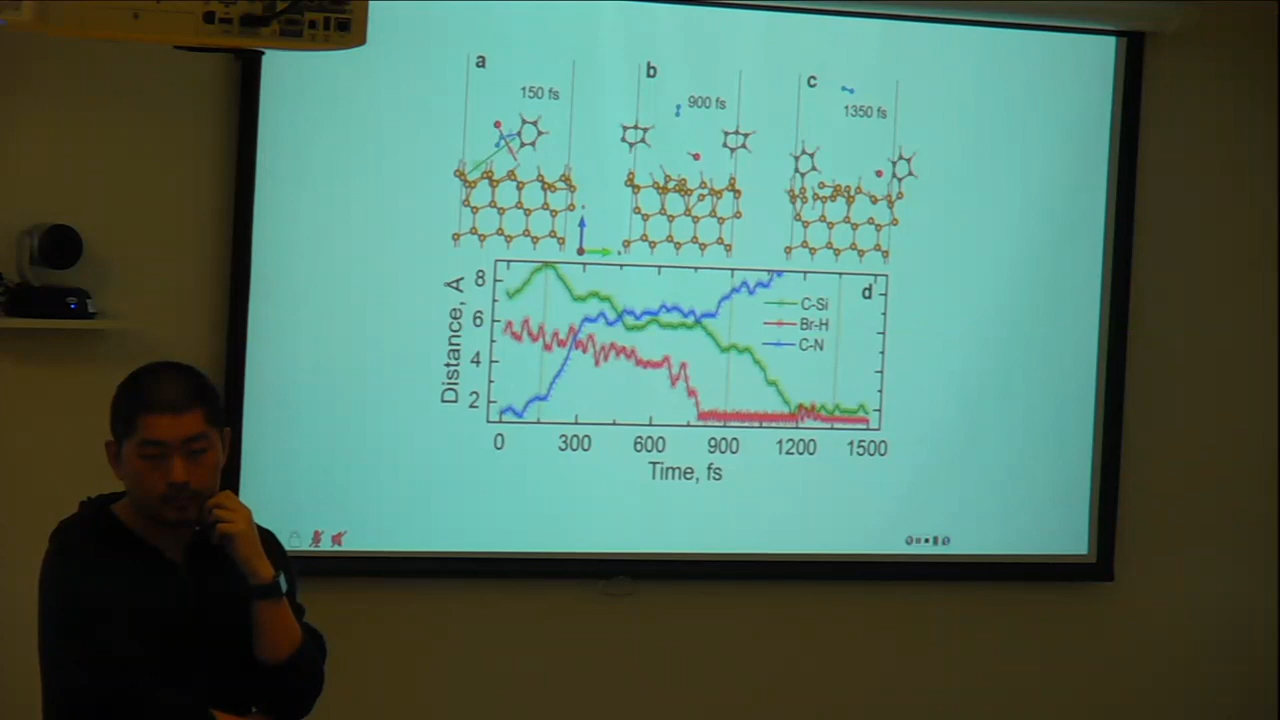 a
150 fs
b
900 fs
c
1350 fs
d
C-Si
Br-H
C-N
8
6
4
2
Distance, Å
0 300 600 900 1200 1500
Time, fs